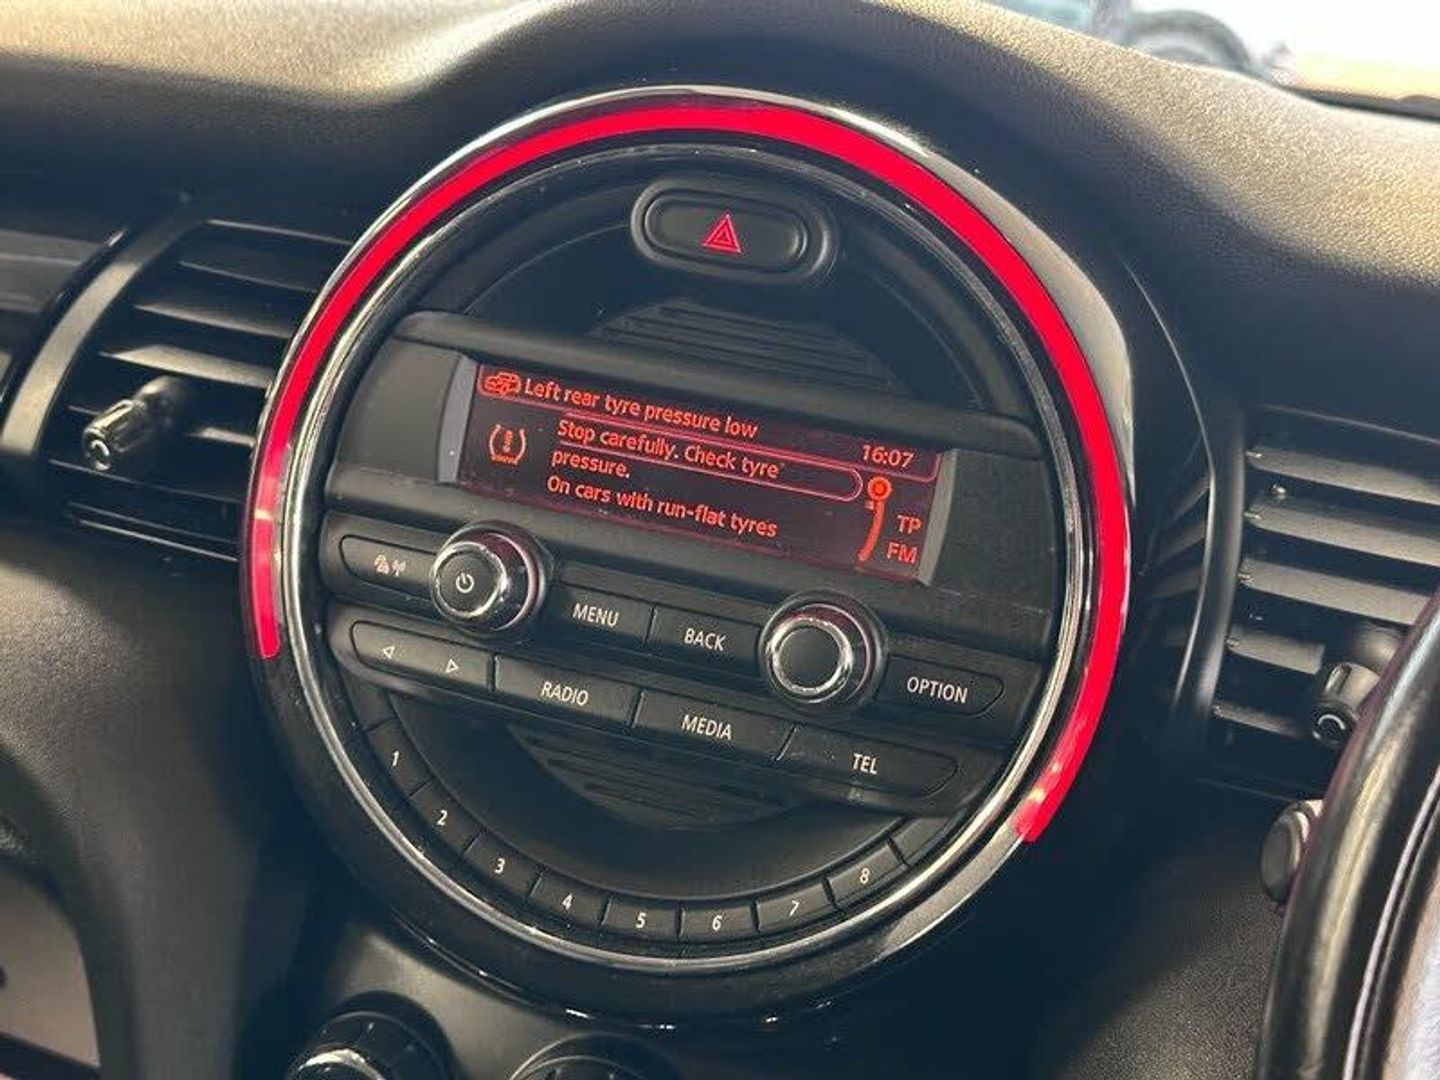 Left rear tyre pressure low
16:07
Stop carefully. Check tyre
pressure.
On cars with run-flat tyres
TP
FM
MENU
BACK
OPTION
RADIO
MEDIA
TEL
1
2
3
4
5
6
7
8